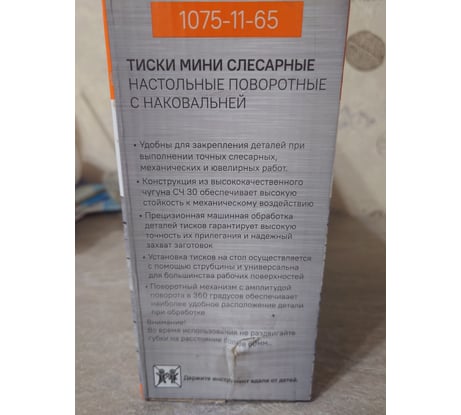 1075-11-65
ТИСКИ МИНИ СЛЕСАРНЫЕ
НАСТОЛЬНЫЕ ПОВОРОТНЫЕ
С НАКОВАЛЬНЕЙ
• Удобны для закрепления деталей при
выполнении точных слесарных,
механических и ювелирных работ.
• Конструкция из высококачественного
чугуна СЧ 30 обеспечивает высокую
стойкость к механическому воздействию
• Прецизионная машинная обработка
деталей тисков гарантирует высокую
точность их прилегания и надежный
захват заготовок
• Установка тисков на стол осуществляется
с помощью струбцины и универсальна
для большинства рабочих поверхностей
• Поворотный механизм с амплитудой
поворота в 360 градусов обеспечивает
наиболее удобное расположение детали
при обработке
Внимание!
Во время использования не раздвигайте
губки на расстояние более
Держите инструмент вдали от детей.